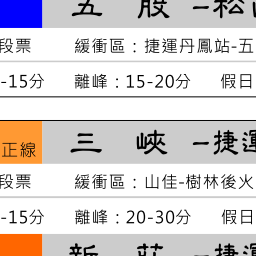 五 股 –松
段票 緩衝區：捷運丹鳳站-五
-15分 離峰：15-20分 假日
正線 三 峽 –捷運
段票 緩衝區：山佳-樹林後火
-15分 離峰：20-30分 假日
新 莊 –捷運